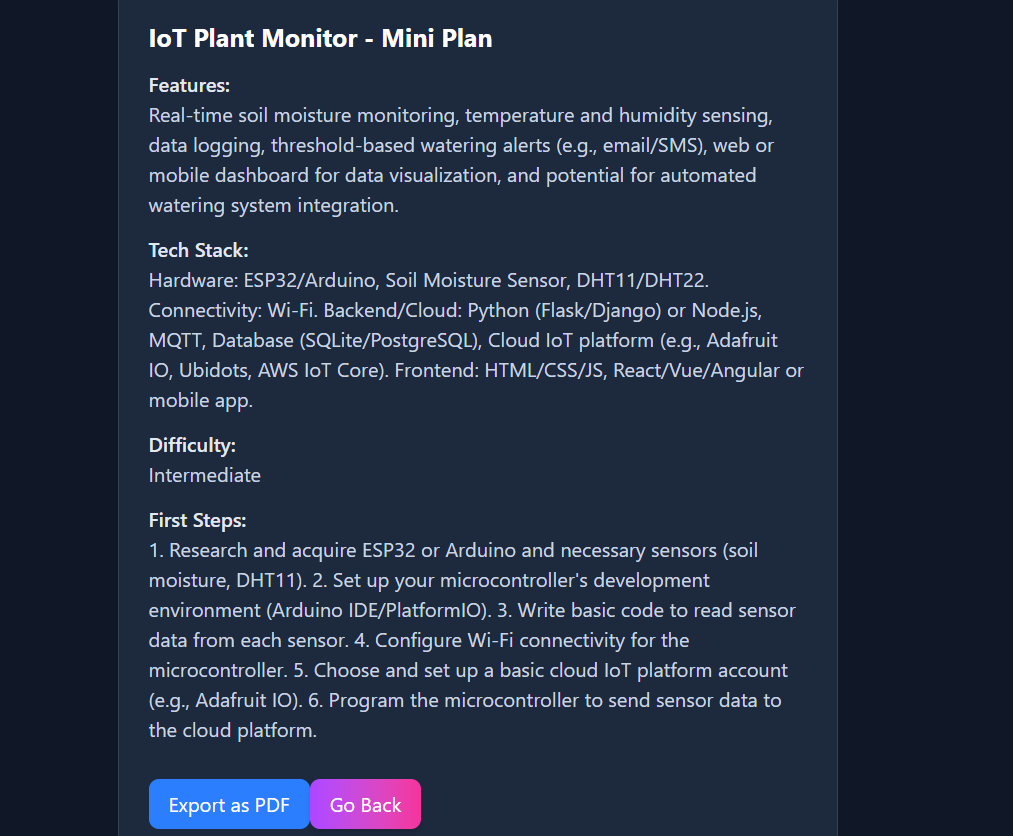 IoT Plant Monitor - Mini Plan
Features:
Real-time soil moisture monitoring, temperature and humidity sensing,
data logging, threshold-based watering alerts (e.g., email/SMS), web or
mobile dashboard for data visualization, and potential for automated
watering system integration.
Tech Stack:
Hardware: ESP32/Arduino, Soil Moisture Sensor, DHT11/DHT22.
Connectivity: Wi-Fi. Backend/Cloud: Python (Flask/Django) or Node.js,
MQTT, Database (SQLite/PostgreSQL), Cloud IoT platform (e.g., Adafruit
IO, Ubidots, AWS IoT Core). Frontend: HTML/CSS/JS, React/Vue/Angular or
mobile app.
Difficulty:
Intermediate
First Steps:
1. Research and acquire ESP32 or Arduino and necessary sensors (soil
moisture, DHT11). 2. Set up your microcontroller's development
environment (Arduino IDE/PlatformIO). 3. Write basic code to read sensor
data from each sensor. 4. Configure Wi-Fi connectivity for the
microcontroller. 5. Choose and set up a basic cloud IoT platform account
(e.g., Adafruit IO). 6. Program the microcontroller to send sensor data to
the cloud platform.
Export as PDF Go Back